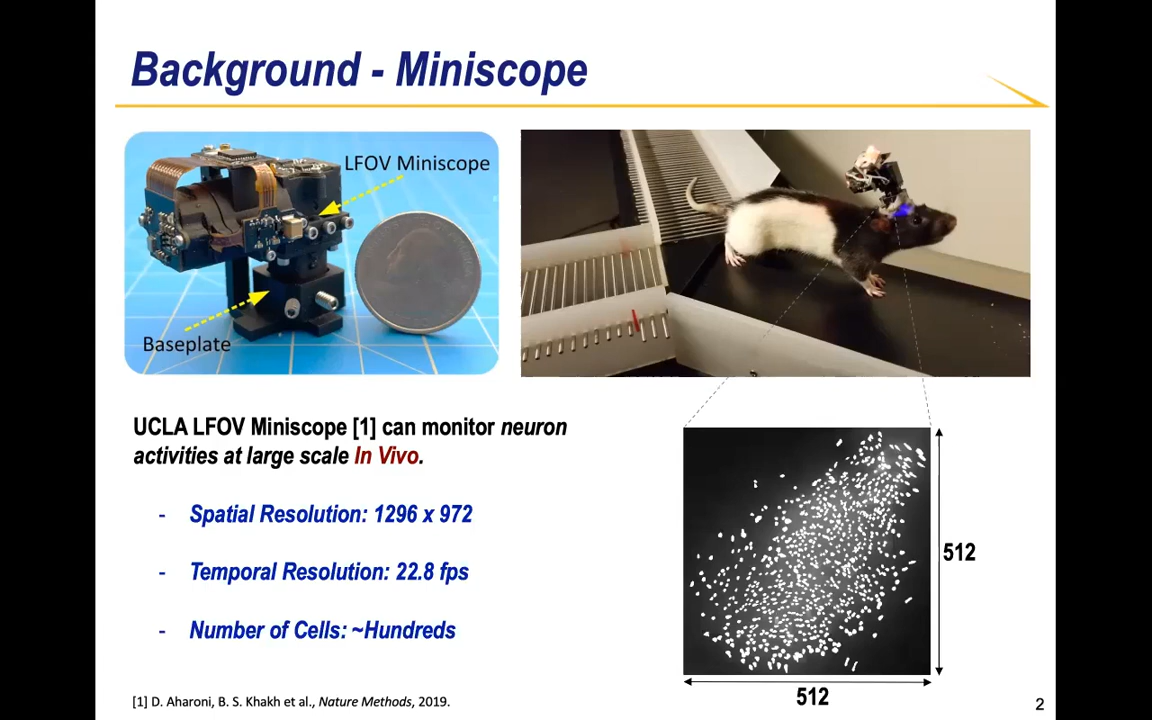 Background - Miniscope
LFOV Miniscope
Baseplate
UCLA LFOV Miniscope [1] can monitor neuron
activities at large scale In Vivo.
- Spatial Resolution: 1296 x 972
- Temporal Resolution: 22.8 fps
- Number of Cells: ~Hundreds
512
512
[1] D. Aharoni, B. S. Khakh et al., Nature Methods, 2019.
2